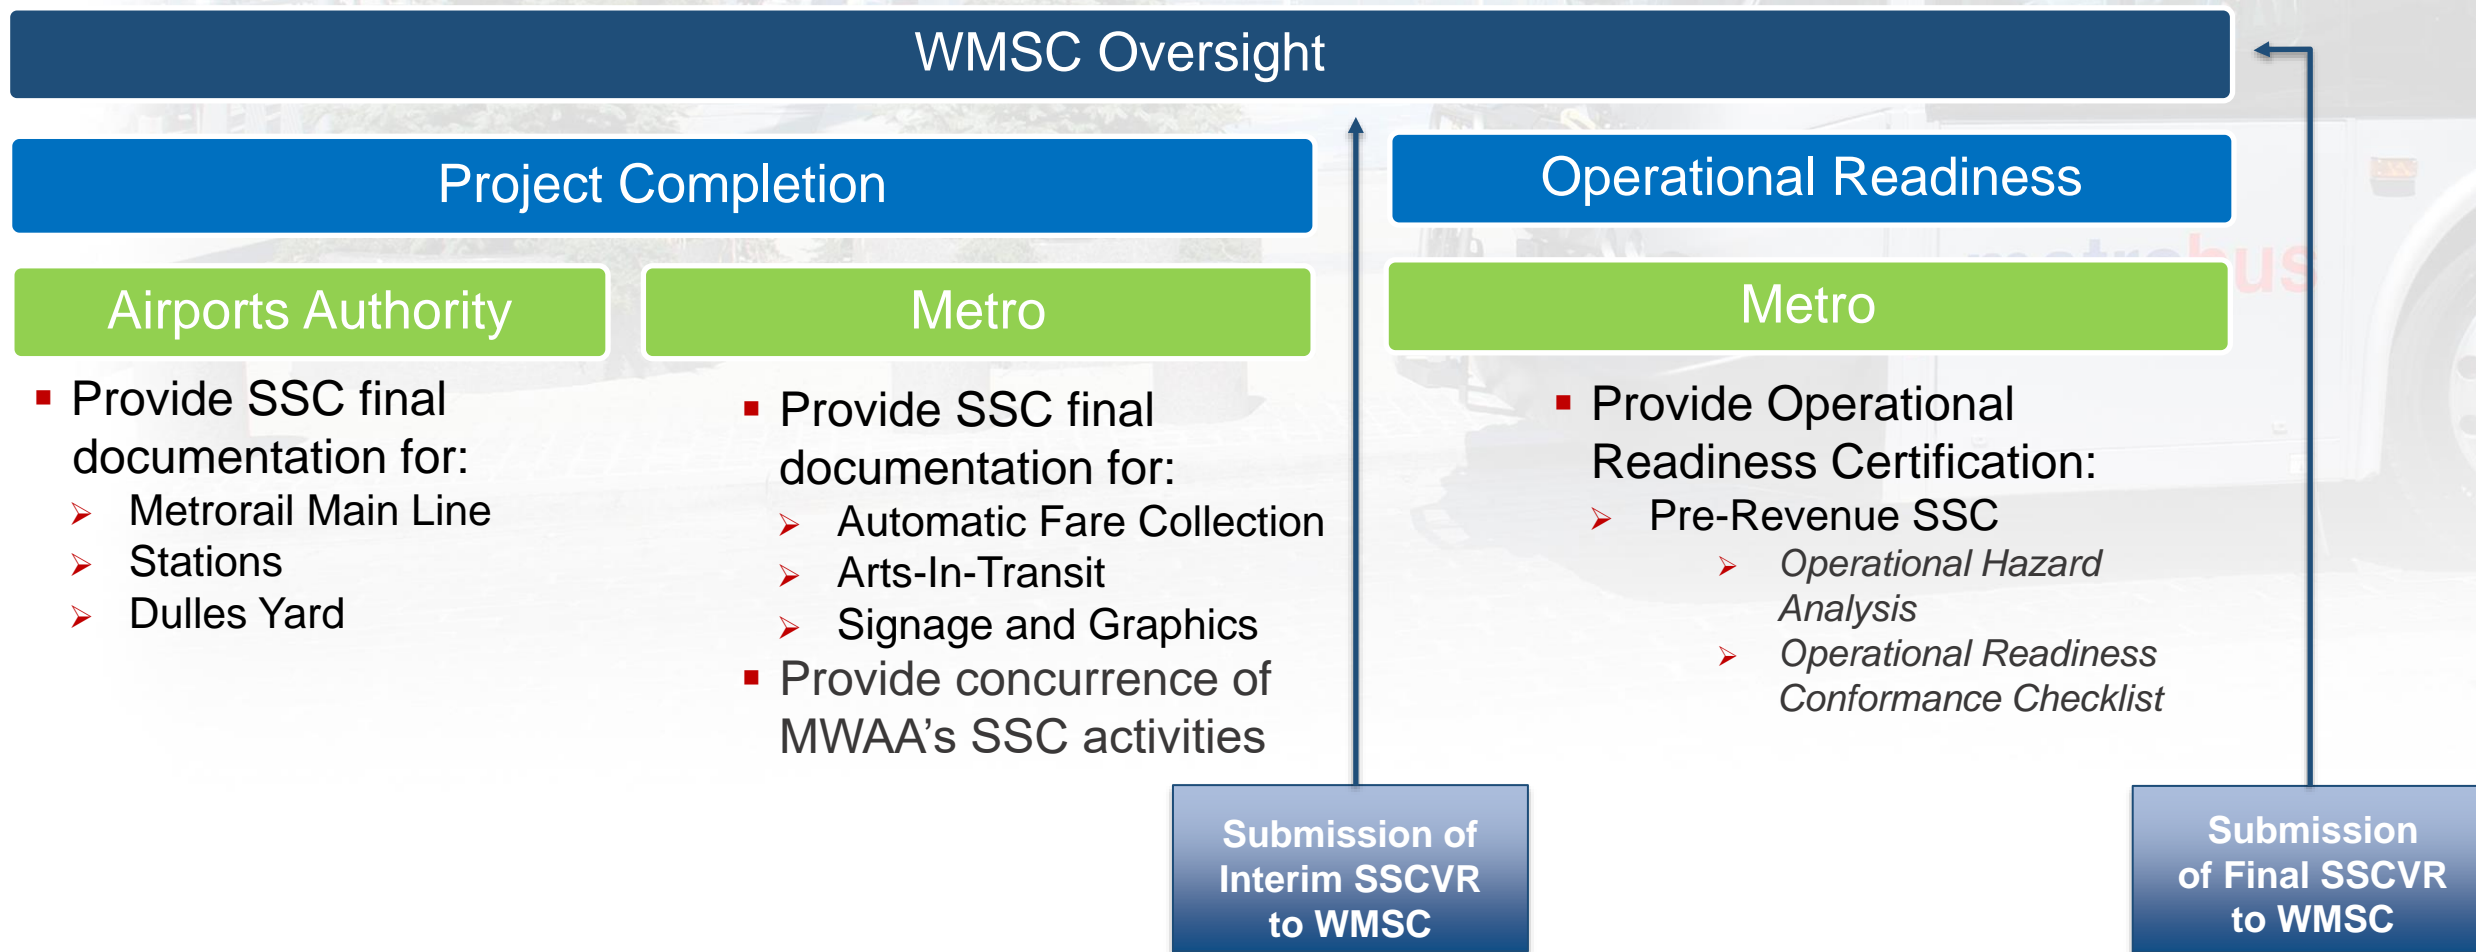 WMSC Oversight
Project Completion
Operational Readiness
Airports Authority
Metro
Metro
Provide SSC final
documentation for:
Metrorail Main Line
Stations
Dulles Yard
Provide SSC final
documentation for:
Automatic Fare Collection
Arts-In-Transit
Signage and Graphics
Provide concurrence of
MWAA’s SSC activities
Provide Operational
Readiness Certification:
Pre-Revenue SSC
Operational Hazard
Analysis
Operational Readiness
Conformance Checklist
Submission of
Interim SSCVR
to WMSC
Submission
of Final SSCVR
to WMSC
metrobus